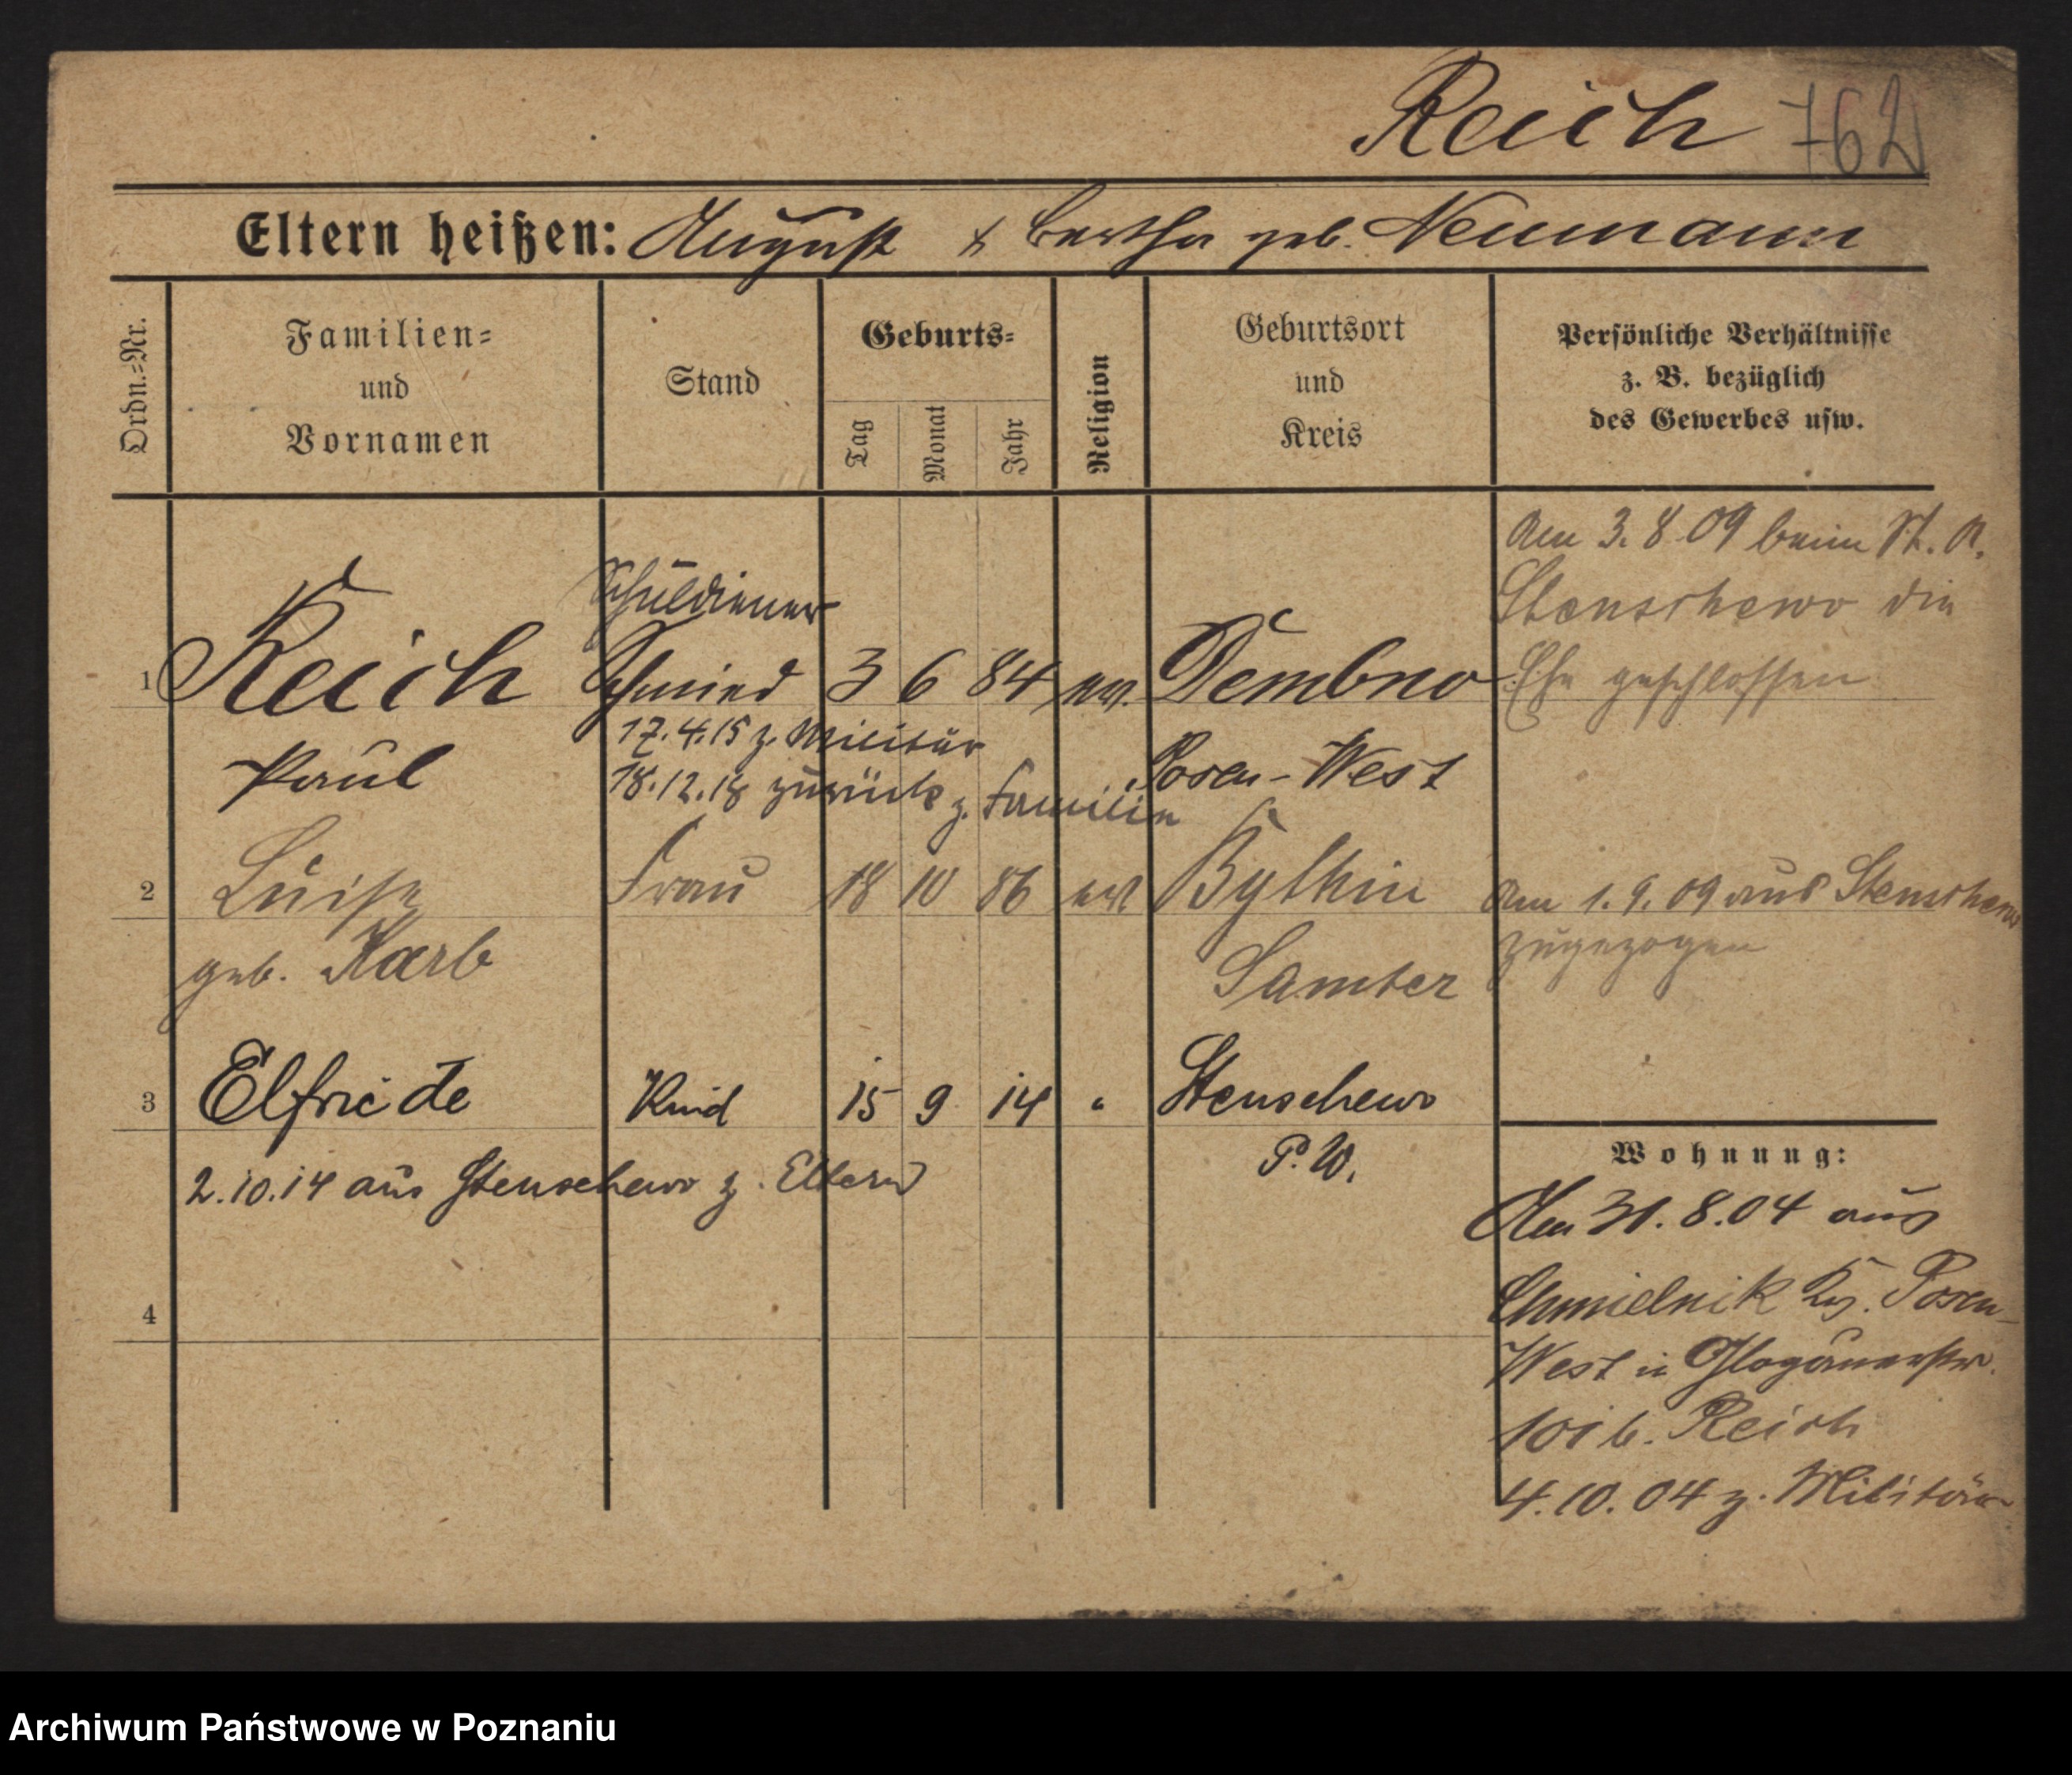 Reich 762
Eltern heißen: August & Bertha geb. Neumann
Ordn.-Nr.
Familien-
und
Vornamen
Stand
Geburts-
Tag
Monat
Jahr
Religion
Geburtsort
und
Kreis
Persönliche Verhältnisse
z. B. bezüglich
des Gewerbes usw.
Am 3. 8 09 beim St. A.
Stenschewo die
Ehe geschlossen
Schuldiener
1 Reich Schmied 3 6 84 ev. Dembno
17.4.15 z. Militär
Paul Posen-West
18.12.18 zurück z. Familie
2 Luise Frau 18 10 86 ev. Bythin
Am 1. 9. 09 aus Stenschewo
zugezogen
geb. Karb Samter
3 Elfriede Kind 15 9 14 " Stenschewo
P. W.
2.10.14 aus Stenschewo z. Eltern
4
Wohnung:
Am 31. 8. 04 aus
Chmielnik Krs. Posen-
West in Glogauerstr.
101 b. Reich
4. 10. 04 z. Militär
Archiwum Państwowe w Poznaniu